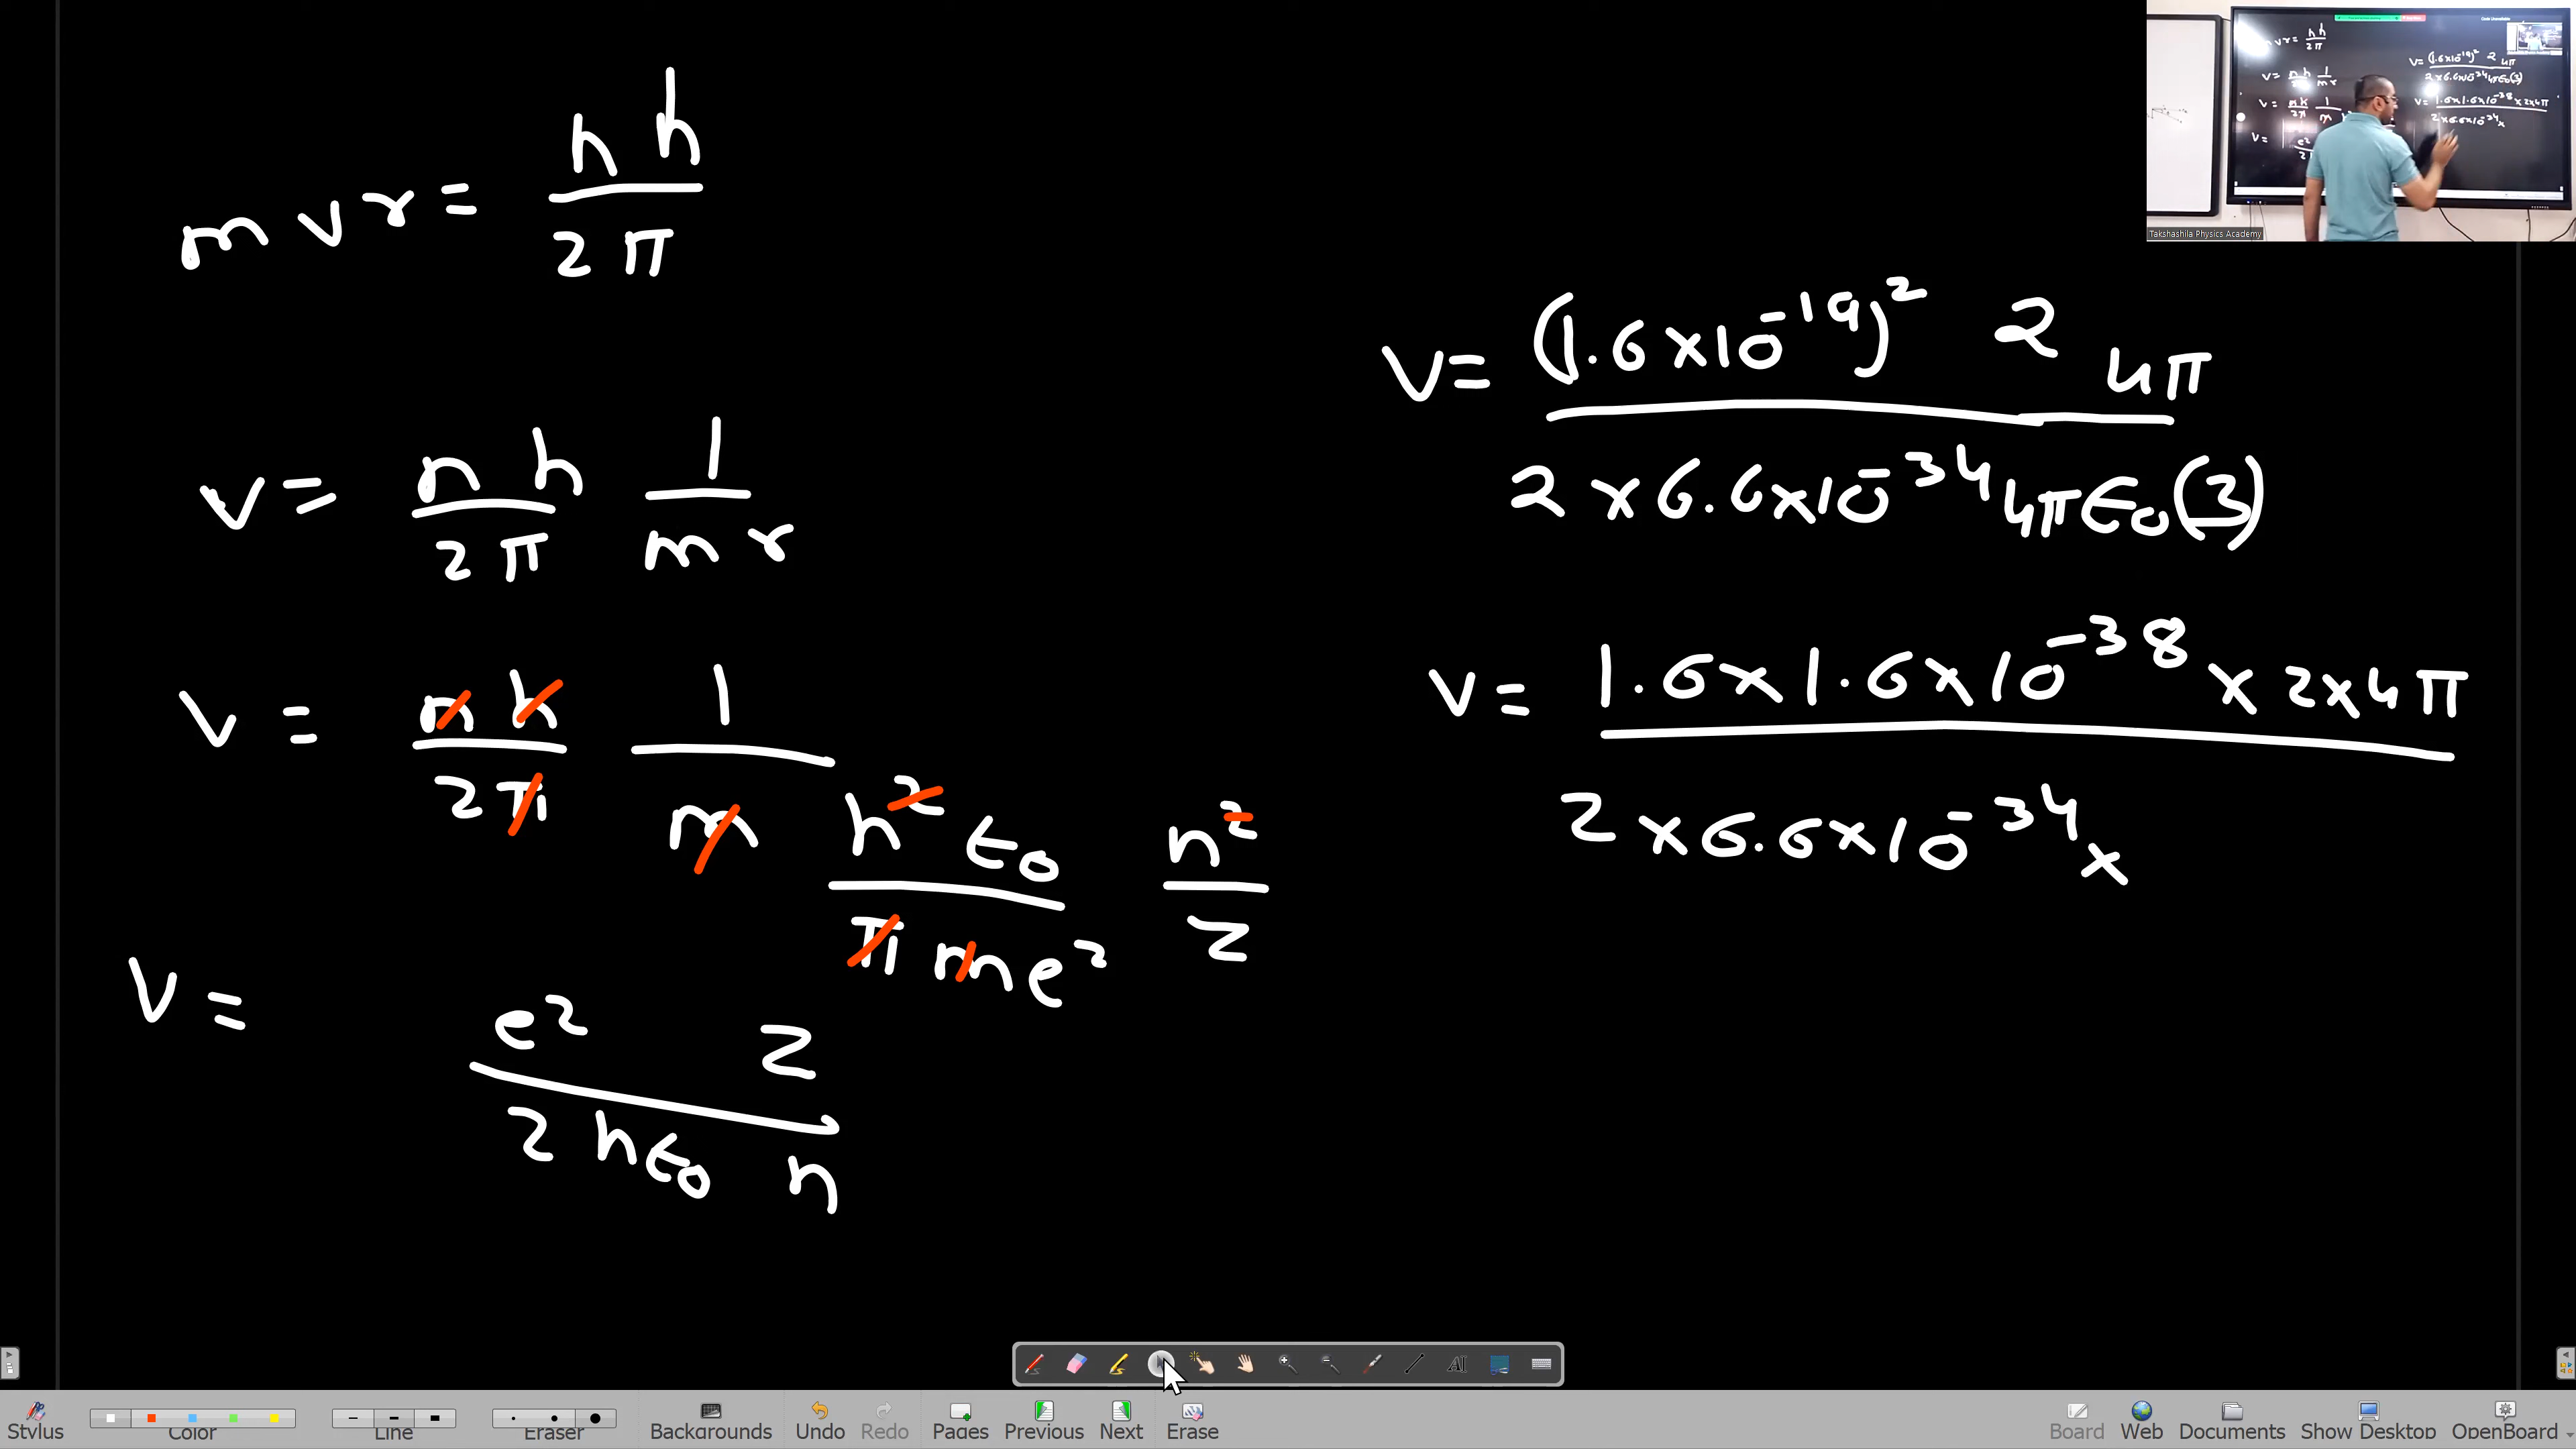 mvr = nh
2π
v = nh 1
2π mr
v = nh 1
2π m h²ε₀ n²
πme² Z
v = e² Z
2hε₀ n
v = (1.6×10⁻¹⁹)² 2 4π
2×6.6×10⁻³⁴ 4πε₀(3)
v = 1.6×1.6×10⁻³⁸×2×4π
2×6.6×10⁻³⁴×
Takshashila Physics Academy
Stylus Color Line Eraser Backgrounds Undo Redo Pages Previous Next Erase Board Web Documents Show Desktop OpenBoard